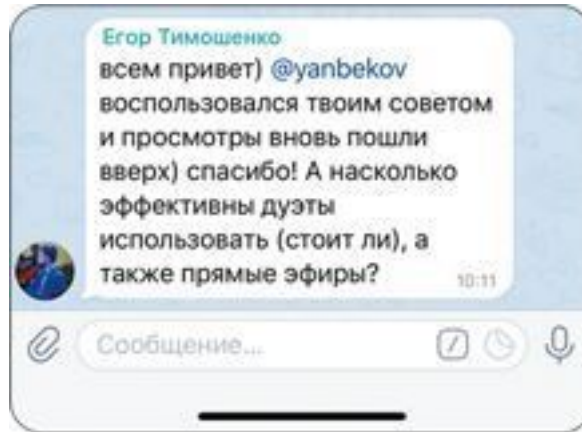 Егор Тимошенко
всем привет) @yanbekov
воспользовался твоим советом
и просмотры вновь пошли
вверх) спасибо! А насколько
эффективны дуэты
использовать (стоит ли), а
также прямые эфиры?
10:11
Сообщение...